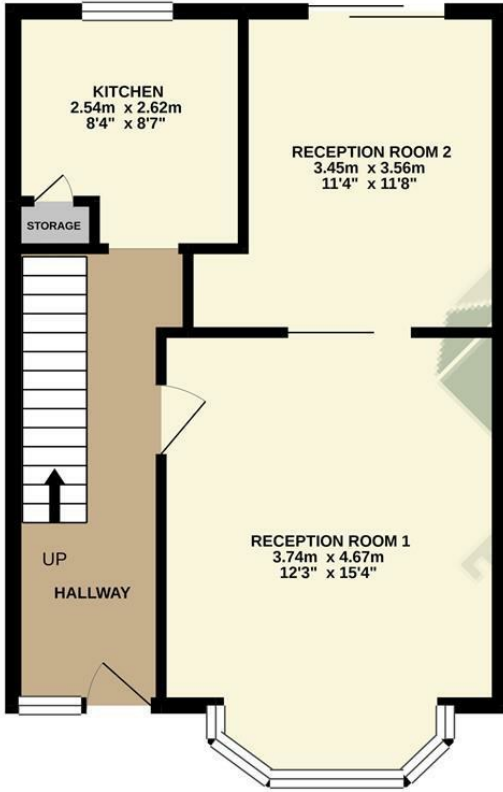 KITCHEN
2.54m x 2.62m
8'4" x 8'7"
RECEPTION ROOM 2
3.45m x 3.56m
11'4" x 11'8"
STORAGE
RECEPTION ROOM 1
3.74m x 4.67m
12'3" x 15'4"
UP
HALLWAY